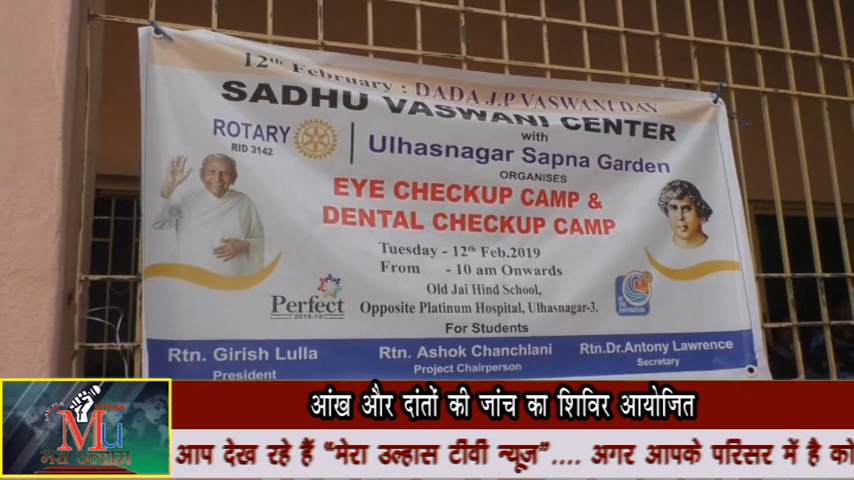 12th February : DADA J.P VASWANI DAY
SADHU VASWANI CENTER
with
ROTARY
RID 3142
Ulhasnagar Sapna Garden
ORGANISES
EYE CHECKUP CAMP &
DENTAL CHECKUP CAMP
Tuesday - 12th Feb.2019
From - 10 am Onwards
Old Jai Hind School,
Opposite Platinum Hospital, Ulhasnagar-3.
For Students
Perfect
2018-19
BE THE INSPIRATION
Rtn. Girish Lulla
President
Rtn. Ashok Chanchlani
Project Chairperson
Rtn.Dr.Antony Lawrence
Secretary
आंख और दांतों की जांच का शिविर आयोजित
Mu
मेरा उल्हास
आप देख रहे हैं “मेरा उल्हास टीवी न्यूज”.... अगर आपके परिसर में है को